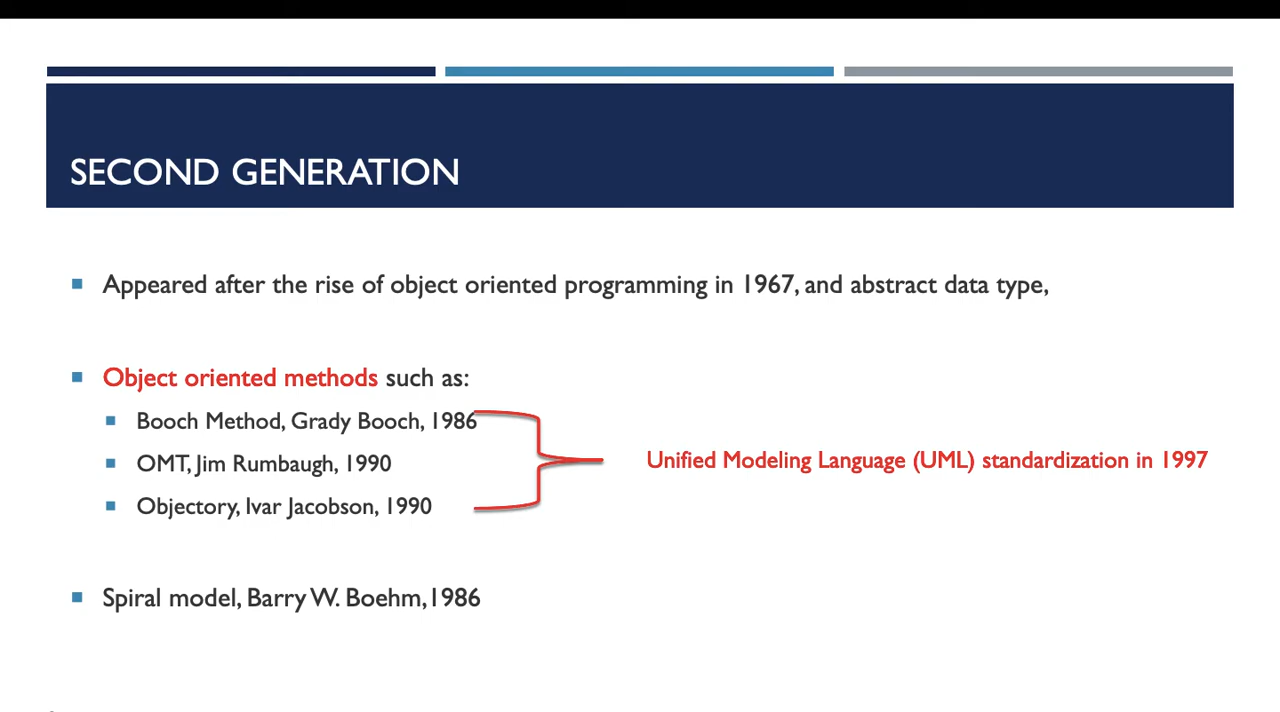 SECOND GENERATION
Appeared after the rise of object oriented programming in 1967, and abstract data type,
Object oriented methods such as:
Booch Method, Grady Booch, 1986
OMT, Jim Rumbaugh, 1990
Objectory, Ivar Jacobson, 1990
Unified Modeling Language (UML) standardization in 1997
Spiral model, Barry W. Boehm,1986